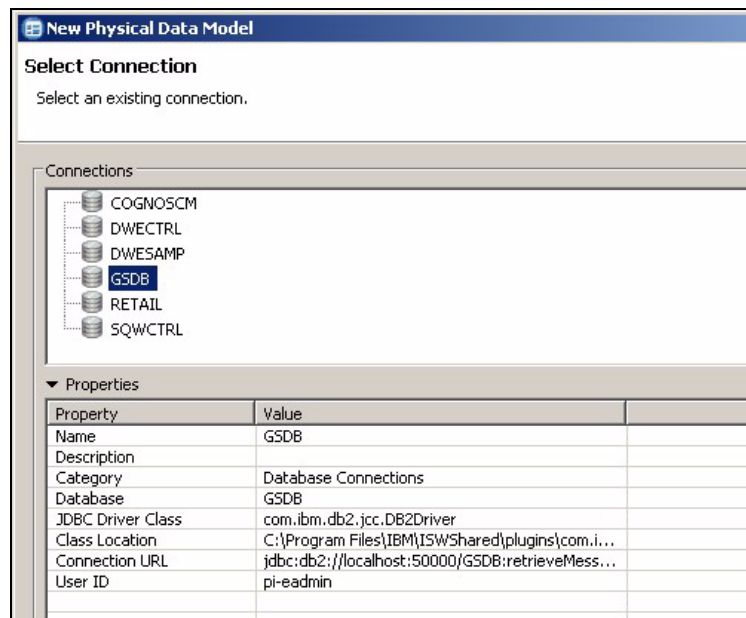 New Physical Data Model
Select Connection
Select an existing connection.
Connections
COGNOSCM
DWECTRL
DWESAMP
GSDB
RETAIL
SQWCTRL
Properties
Property Value
Name GSDB
Description
Category Database Connections
Database GSDB
JDBC Driver Class com.ibm.db2.jcc.DB2Driver
Class Location C:\Program Files\IBM\ISWShared\plugins\com.i...
Connection URL jdbc:db2://localhost:50000/GSDB:retrieveMess...
User ID pi-eadmin